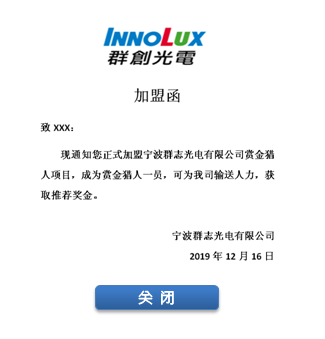 INNOLUX
群創光電
加盟函
致 XXX：
现通知您正式加盟宁波群志光电有限公司赏金猎
人项目，成为赏金猎人一员，可为我司输送人力，获
取推荐奖金。
宁波群志光电有限公司
2019 年 12 月 16 日
关 闭